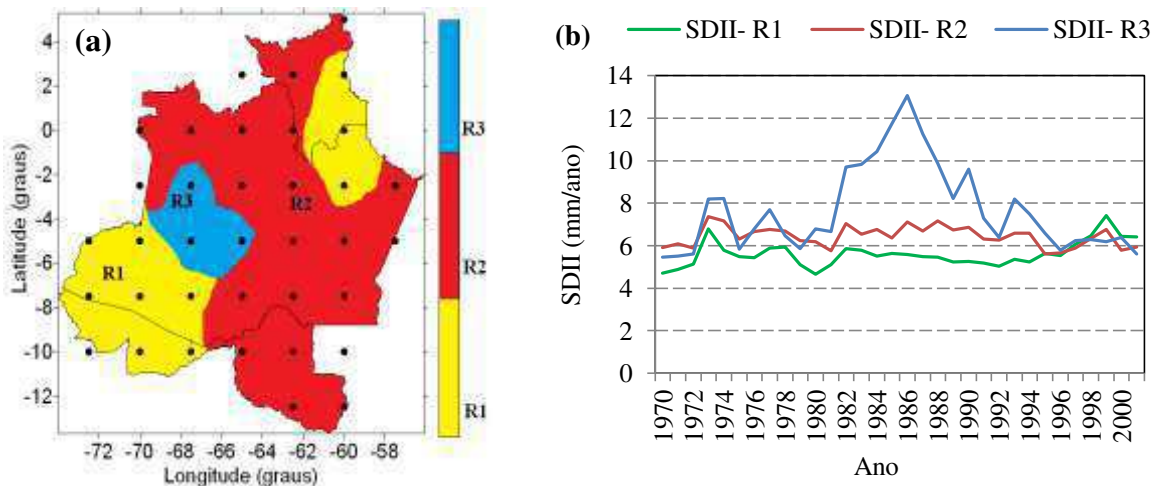 (a)
4
2
0
-2
-4
-6
-8
-10
-12
Latitude (graus)
-72 -70 -68 -66 -64 -62 -60 -58
Longitude (graus)
R3
R2
R1
R3
R2
R1
(b)
SDII- R1 SDII- R2 SDII- R3
14
12
10
8
6
4
2
0
SDII (mm/ano)
1970 1972 1974 1976 1978 1980 1982 1984 1986 1988 1990 1992 1994 1996 1998 2000
Ano